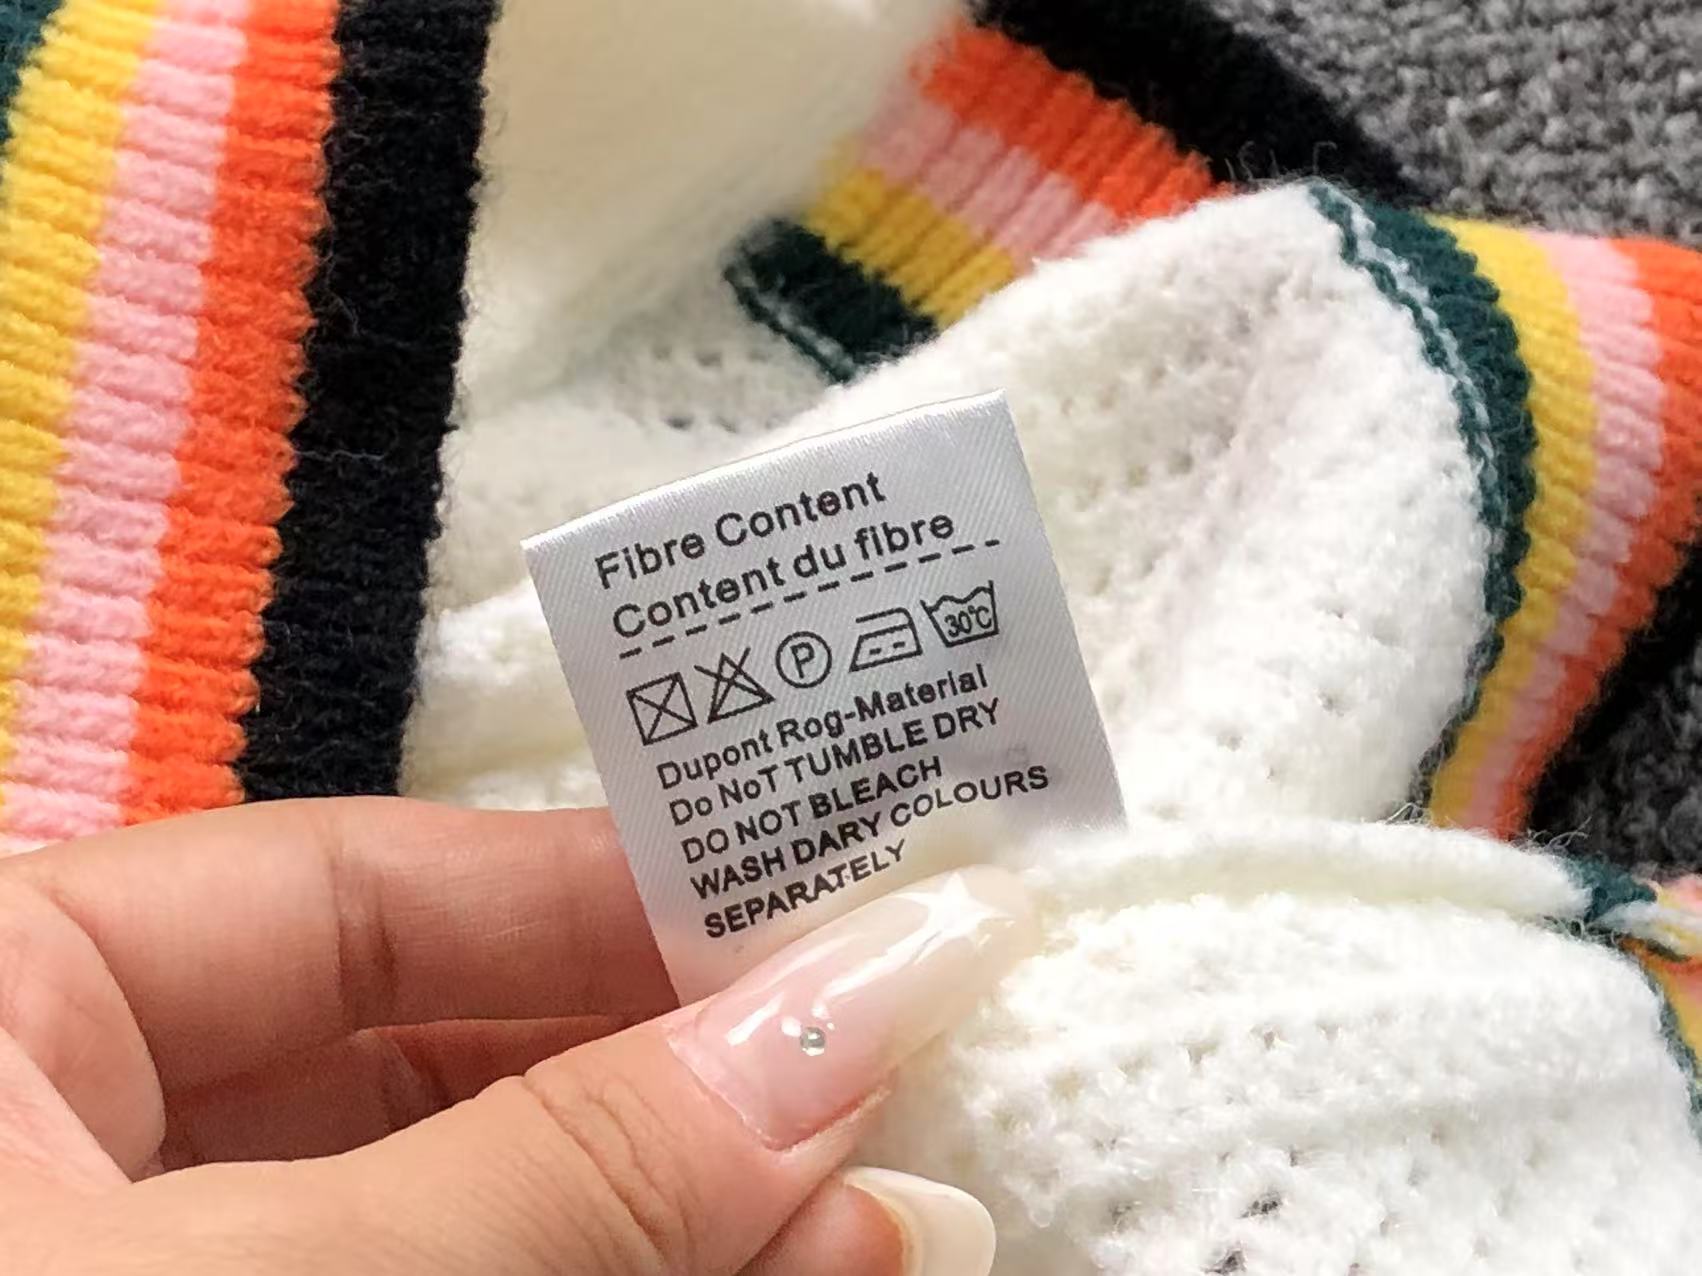 Fibre Content
Content du fibre
P 30℃
Dupont Rog-Material
Do NoT TUMBLE DRY
DO NOT BLEACH
WASH DARY COLOURS
SEPARATELY